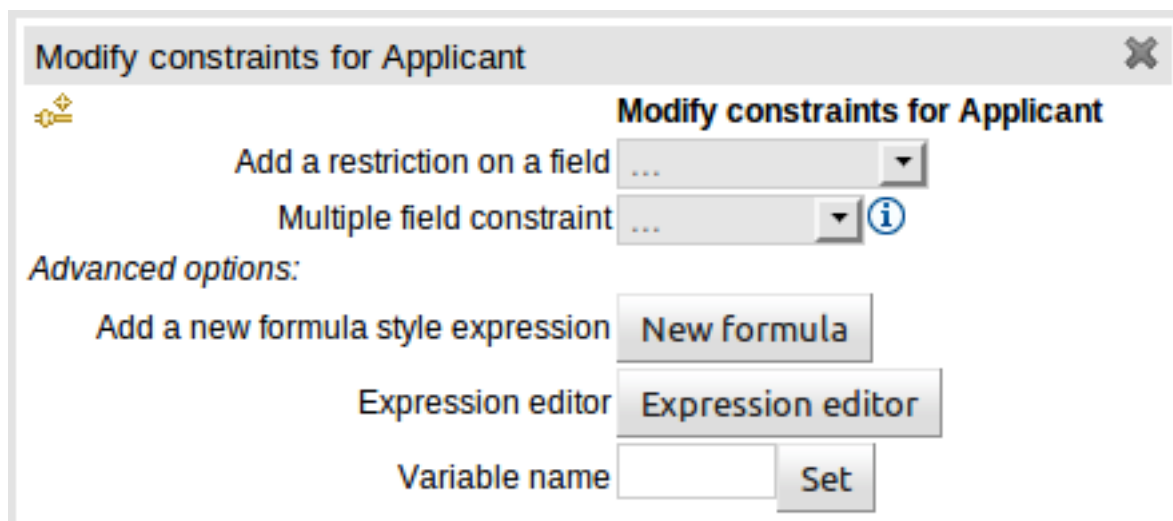 Modify constraints for Applicant
Modify constraints for Applicant
Add a restriction on a field ...
Multiple field constraint ...
Advanced options:
Add a new formula style expression New formula
Expression editor Expression editor
Variable name Set